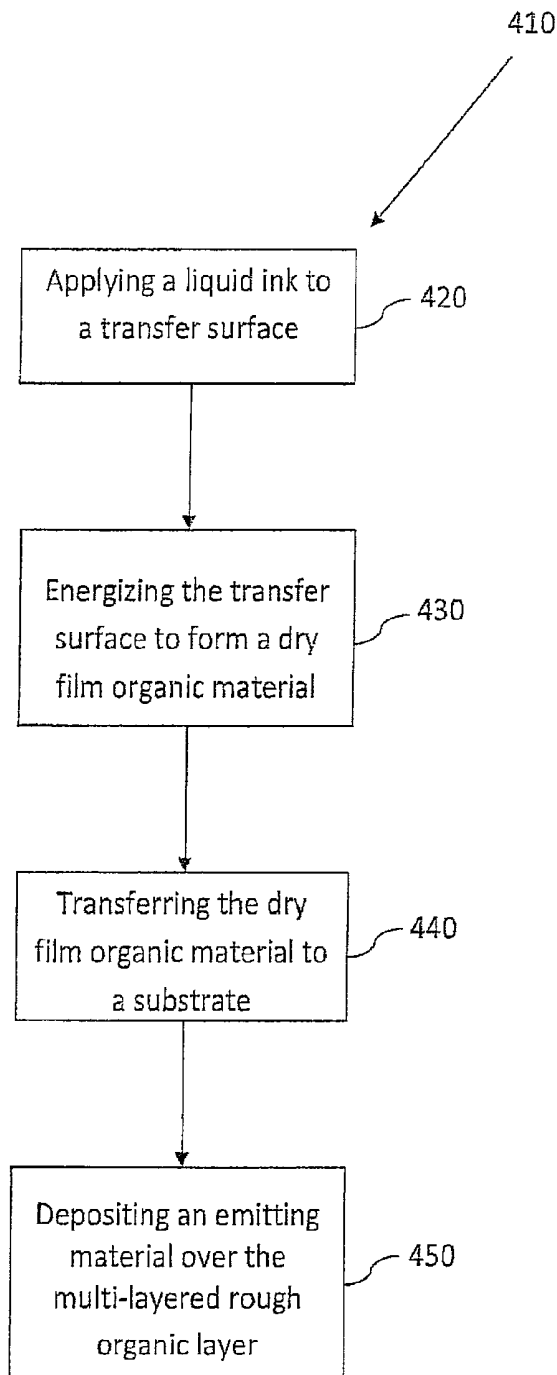 410
Applying a liquid ink to
a transfer surface
420
Energizing the transfer
surface to form a dry
film organic material
430
Transferring the dry
film organic material to
a substrate
440
Depositing an emitting
material over the
multi-layered rough
organic layer
450